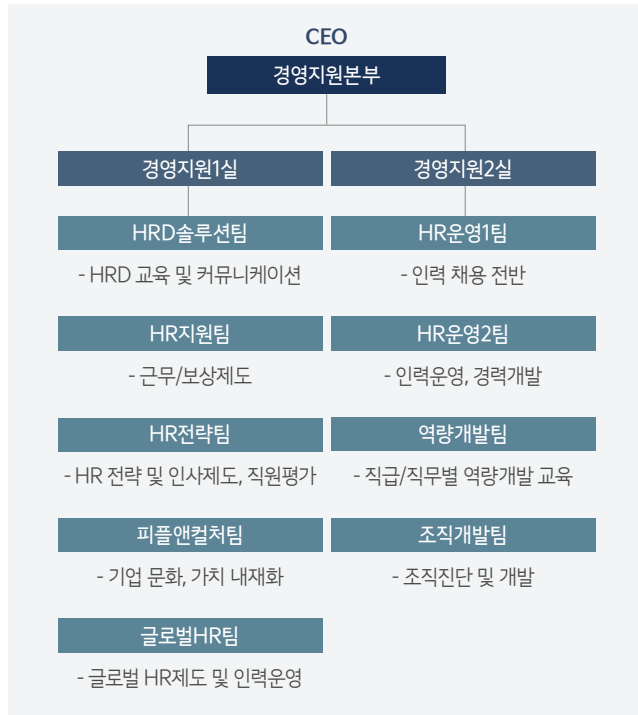 CEO
경영지원본부
경영지원1실
경영지원2실
HRD솔루션팀
- HRD 교육 및 커뮤니케이션
HR지원팀
- 근무/보상제도
HR전략팀
- HR 전략 및 인사제도, 직원평가
피플앤컬처팀
- 기업 문화, 가치 내재화
글로벌HR팀
- 글로벌 HR제도 및 인력운영
HR운영1팀
- 인력 채용 전반
HR운영2팀
- 인력운영, 경력개발
역량개발팀
- 직급/직무별 역량개발 교육
조직개발팀
- 조직진단 및 개발